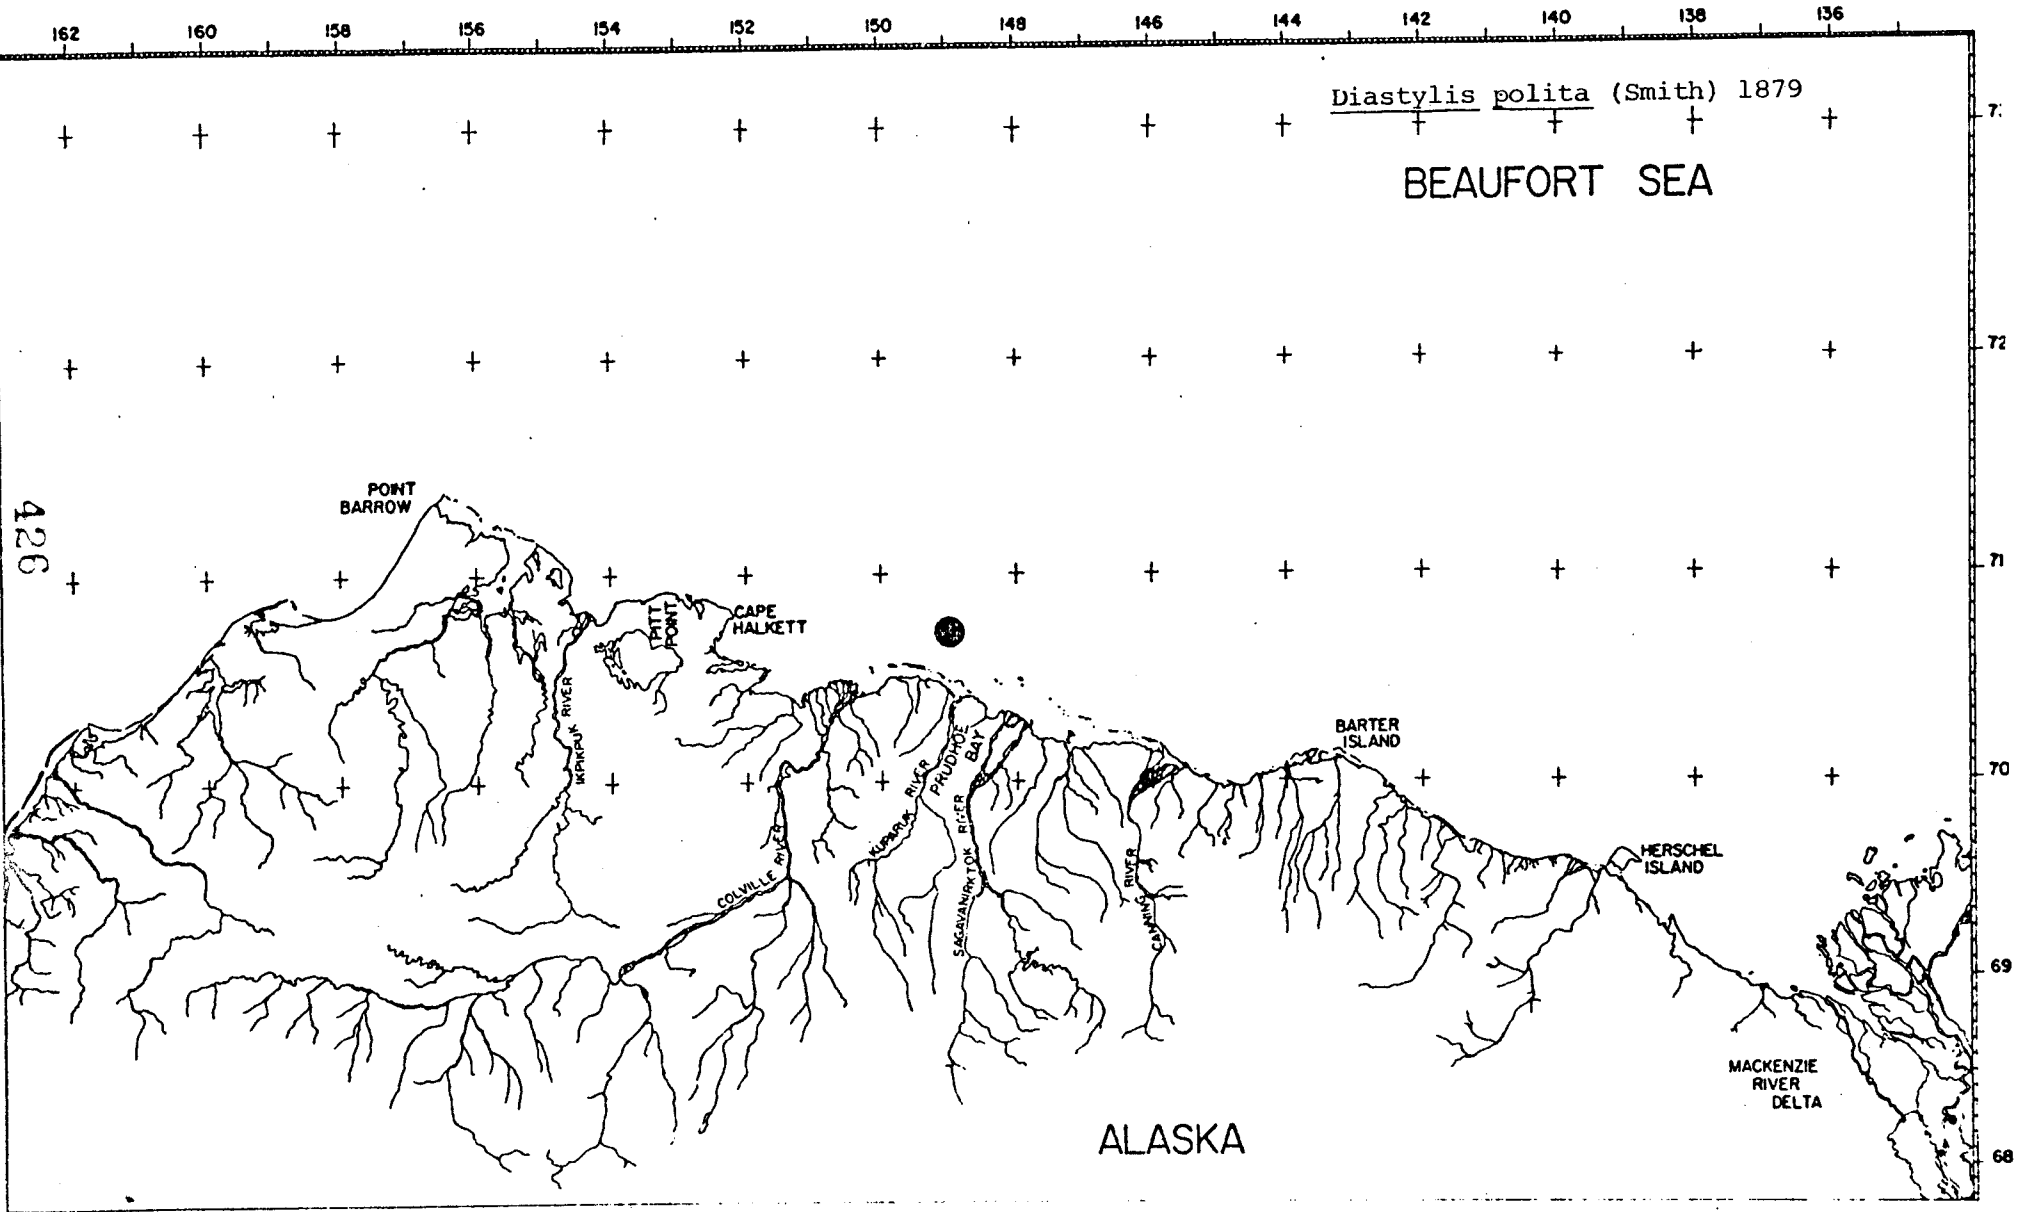 162 160 158 156 154 152 150 148 146 144 142 140 138 136
Diastylis polita (Smith) 1879
BEAUFORT SEA
72
POINT
BARROW
426
71
PITT
POINT
CAPE
HALKETT
IKPIKPUK RIVER
BARTER
ISLAND
PRUDHOE
BAY
70
COLVILLE RIVER
KUPARUK RIVER
SAGAVANIRKTOK RIVER
CANNING RIVER
HERSCHEL
ISLAND
69
MACKENZIE
RIVER
DELTA
ALASKA
68